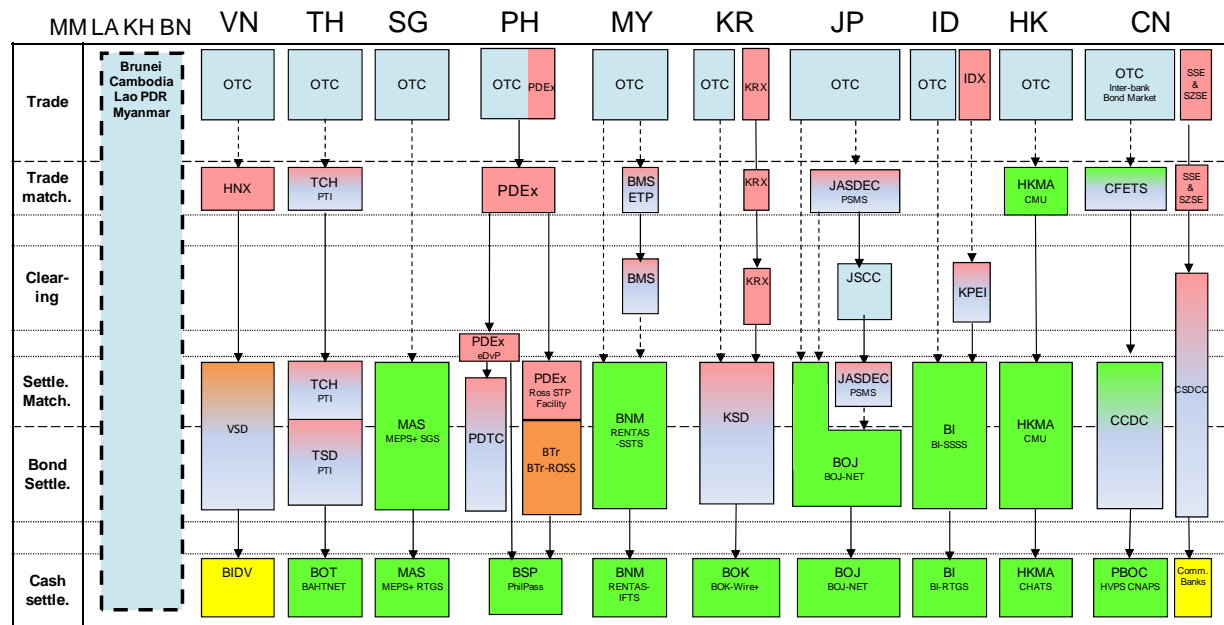 MM LA KH BN VN TH SG PH MY KR JP ID HK CN
Trade
Brunei
Cambodia
Lao PDR
Myanmar
OTC
OTC
OTC
OTC
PDEx
OTC
OTC
KRX
OTC
OTC
IDX
OTC
OTC
Inter-bank
Bond Market
SSE
&
SZSE
Trade
match.
HNX
TCH
PTI
PDEx
BMS
ETP
KRX
JASDEC
PSMS
HKMA
CMU
CFETS
SSE
&
SZSE
Clear-
ing
BMS
KRX
JSCC
KPEI
PDEx
eDvP
Settle.
Match.
TCH
PTI
PDEx
Ross STP
Facility
JASDEC
PSMS
CSDCC
VSD
MAS
MEPS+ SGS
PDTC
BNM
RENTAS
-SSTS
KSD
BI
BI-SSSS
HKMA
CMU
CCDC
Bond
Settle.
TSD
PTI
BTr
BTr-ROSS
BOJ
BOJ-NET
Cash
settle.
BIDV
BOT
BAHTNET
MAS
MEPS+ RTGS
BSP
PhilPass
BNM
RENTAS-
IFTS
BOK
BOK-Wire+
BOJ
BOJ-NET
BI
BI-RTGS
HKMA
CHATS
PBOC
HVPS CNAPS
Comm.
Banks